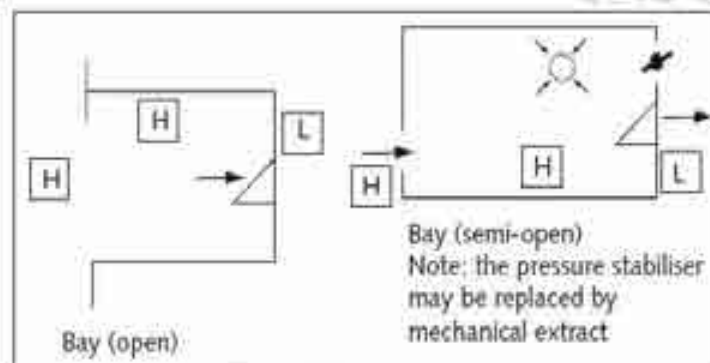 H
L
H
Bay (open)
H
H
L
Bay (semi-open)
Note: the pressure stabiliser
may be replaced by
mechanical extract